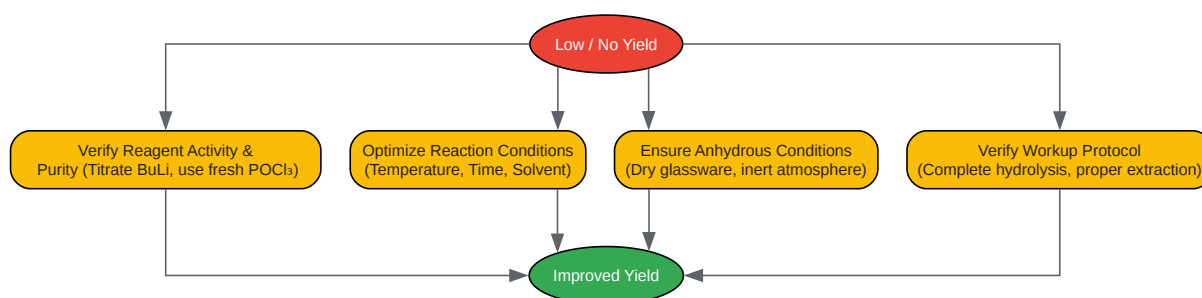 Low / No Yield
Verify Reagent Activity &
Purity (Titrate BuLi, use fresh POCl₃)
Optimize Reaction Conditions
(Temperature, Time, Solvent)
Ensure Anhydrous Conditions
(Dry glassware, inert atmosphere)
Verify Workup Protocol
(Complete hydrolysis, proper extraction)
Improved Yield